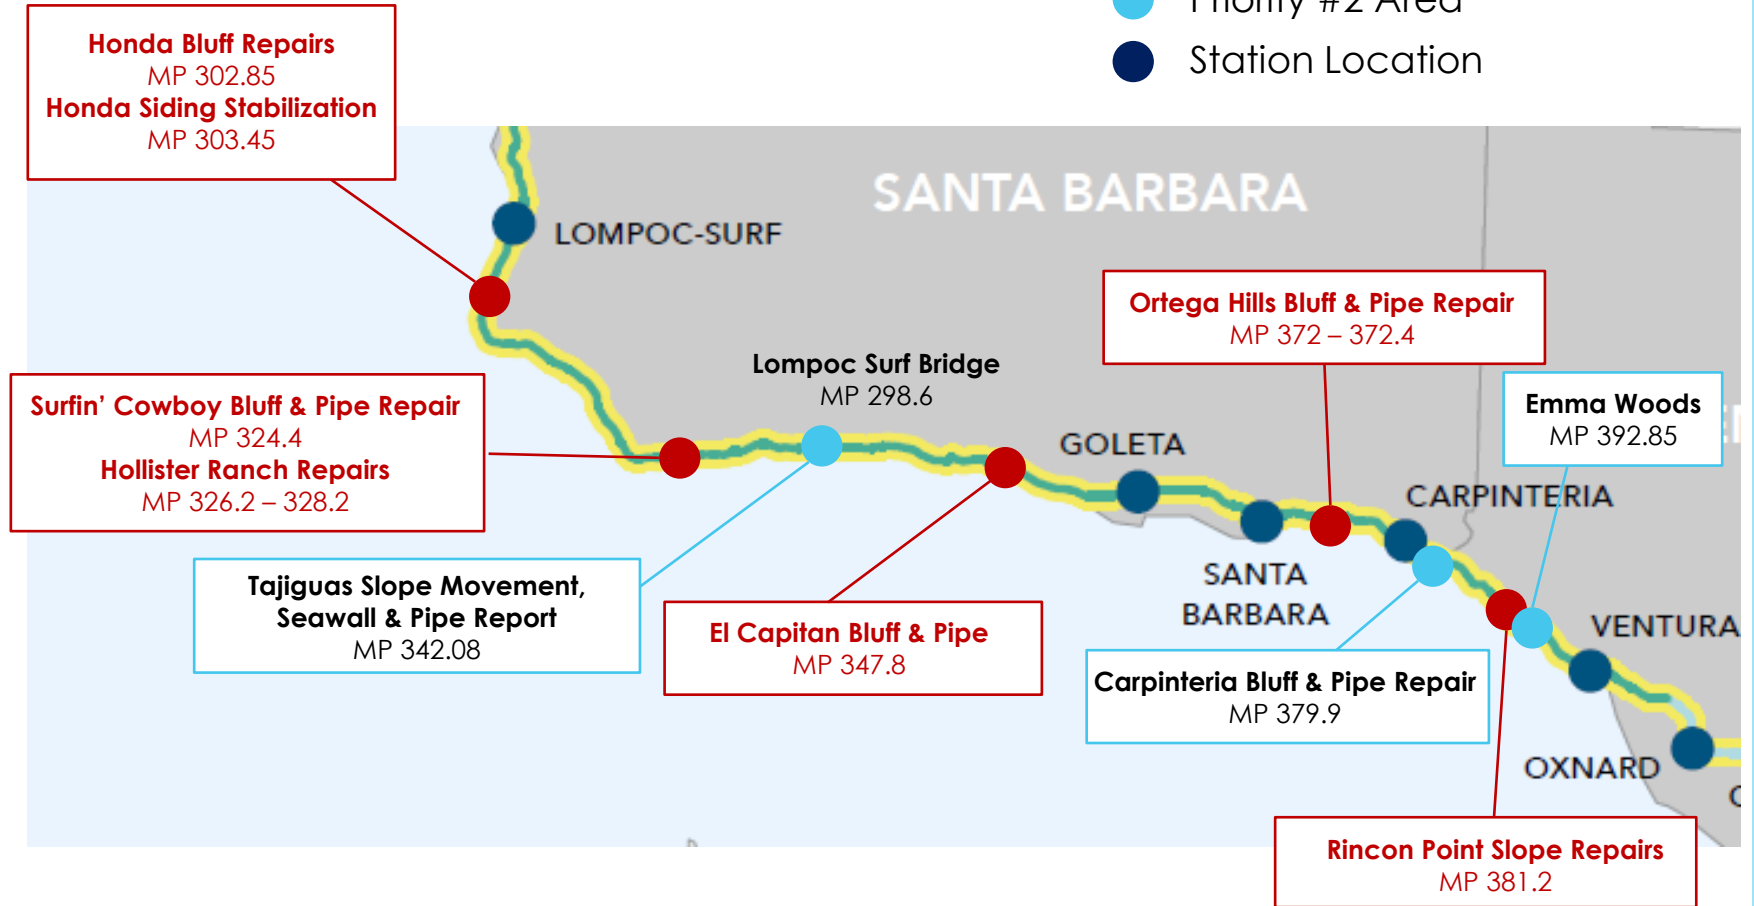 Priority #2 Area
Station Location
Honda Bluff Repairs
MP 302.85
Honda Siding Stabilization
MP 303.45
SANTA BARBARA
LOMPOC-SURF
Ortega Hills Bluff & Pipe Repair
MP 372 – 372.4
Lompoc Surf Bridge
MP 298.6
Surfin' Cowboy Bluff & Pipe Repair
MP 324.4
Hollister Ranch Repairs
MP 326.2 – 328.2
Emma Woods
MP 392.85
GOLETA
CARPINTERIA
Tajiguas Slope Movement,
Seawall & Pipe Report
MP 342.08
El Capitan Bluff & Pipe
MP 347.8
SANTA
BARBARA
Carpinteria Bluff & Pipe Repair
MP 379.9
VENTURA
OXNARD
Rincon Point Slope Repairs
MP 381.2